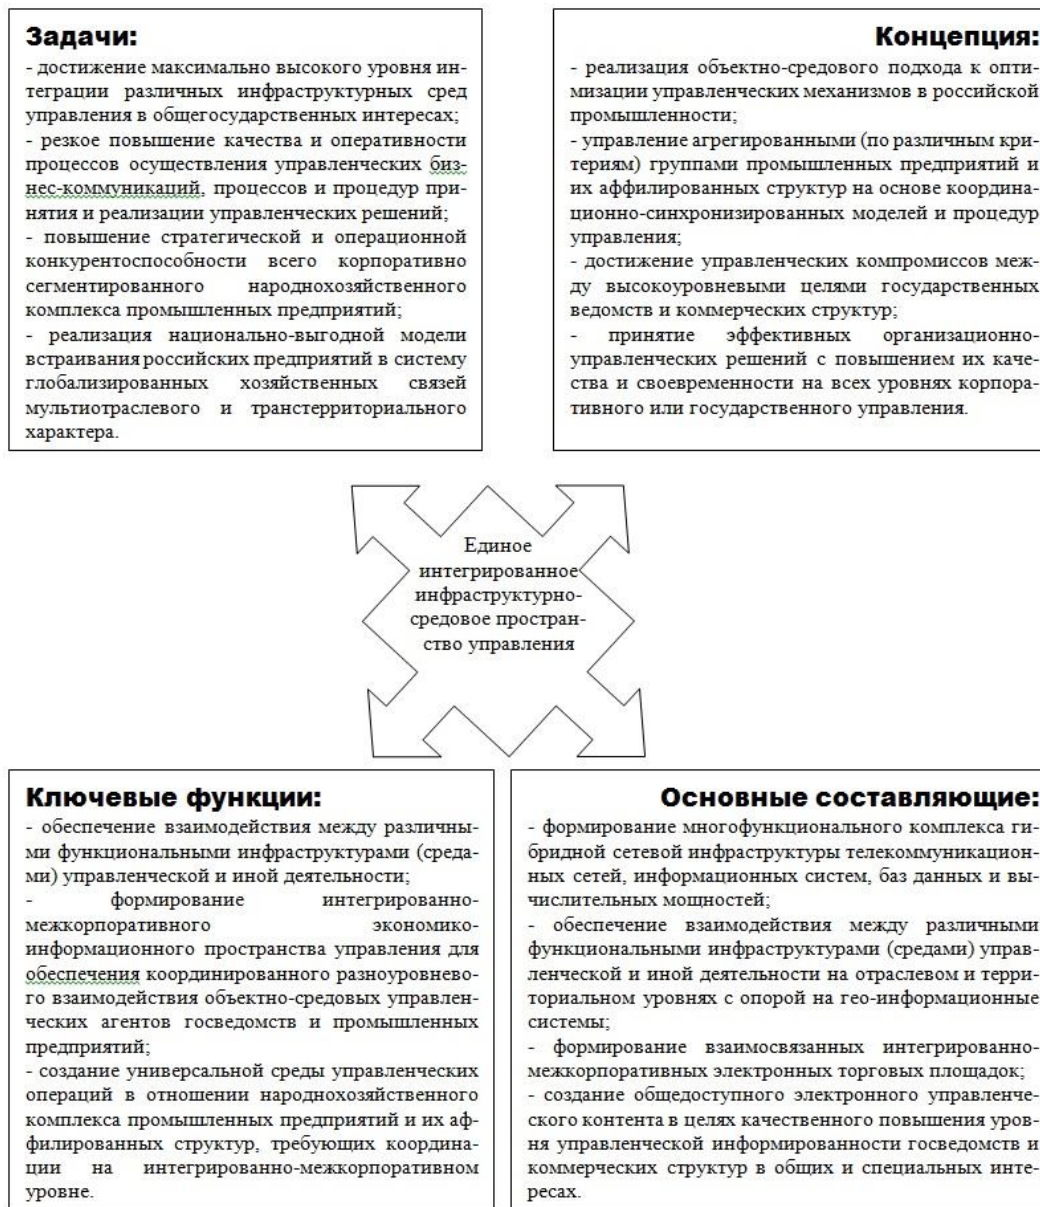 Задачи:
- достижение максимально высокого уровня ин-
теграции различных инфраструктурных сред
управления в общегосударственных интересах;
- резкое повышение качества и оперативности
процессов осуществления управленческих биз-
нес-коммуникаций, процессов и процедур при-
нятия и реализации управленческих решений;
- повышение стратегической и операционной
конкурентоспособности всего корпоративно
сегментированного народнохозяйственного
комплекса промышленных предприятий;
- реализация национально-выгодной модели
встраивания российских предприятий в систему
глобализированных хозяйственных связей
мультиотраслевого и транстерриториального
характера.
Концепция:
- реализация объектно-средового подхода к опти-
мизации управленческих механизмов в российской
промышленности;
- управление агрегированными (по различным кри-
териям) группами промышленных предприятий и
их аффилированных структур на основе координа-
ционно-синхронизированных моделей и процедур
управления;
- достижение управленческих компромиссов меж-
ду высокоуровневыми целями государственных
ведомств и коммерческих структур;
- принятие эффективных организационно-
управленческих решений с повышением их каче-
ства и своевременности на всех уровнях корпора-
тивного или государственного управления.
Единое
интегрированное
инфраструктурно-
средовое простран-
ство управления
Ключевые функции:
- обеспечение взаимодействия между различны-
ми функциональными инфраструктурами (среда-
ми) управленческой и иной деятельности;
- формирование интегрированно-
межкорпоративного экономико-
информационного пространства управления для
обеспечения координированного разноуровнево-
го взаимодействия объектно-средовых управлен-
ческих агентов госведомств и промышленных
предприятий;
- создание универсальной среды управленческих
операций в отношении народнохозяйственного
комплекса промышленных предприятий и их аф-
филированных структур, требующих координа-
ции на интегрированно-межкорпоративном
уровне.
Основные составляющие:
- формирование многофункционального комплекса ги-
бридной сетевой инфраструктуры телекоммуникацион-
ных сетей, информационных систем, баз данных и вы-
числительных мощностей;
- обеспечение взаимодействия между различными
функциональными инфраструктурами (средами) управ-
ленческой и иной деятельности на отраслевом и терри-
ториальном уровнях с опорой на гео-информационные
системы;
- формирование взаимосвязанных интегрированно-
межкорпоративных электронных торговых площадок;
- создание общедоступного электронного управленче-
ского контента в целях качественного повышения уров-
ня управленческой информированности госведомств и
коммерческих структур в общих и специальных инте-
ресах.